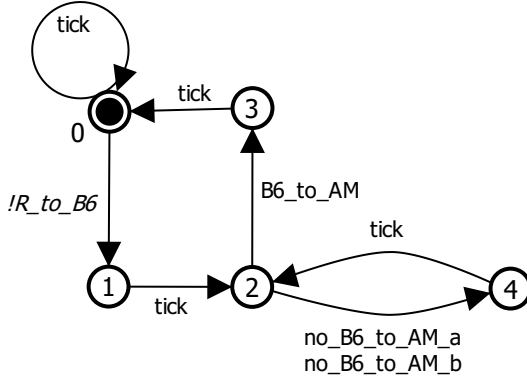 tick
tick
3
0
!R_to_B6
B6_to_AM
tick
1
tick
2
4
no_B6_to_AM_a
no_B6_to_AM_b